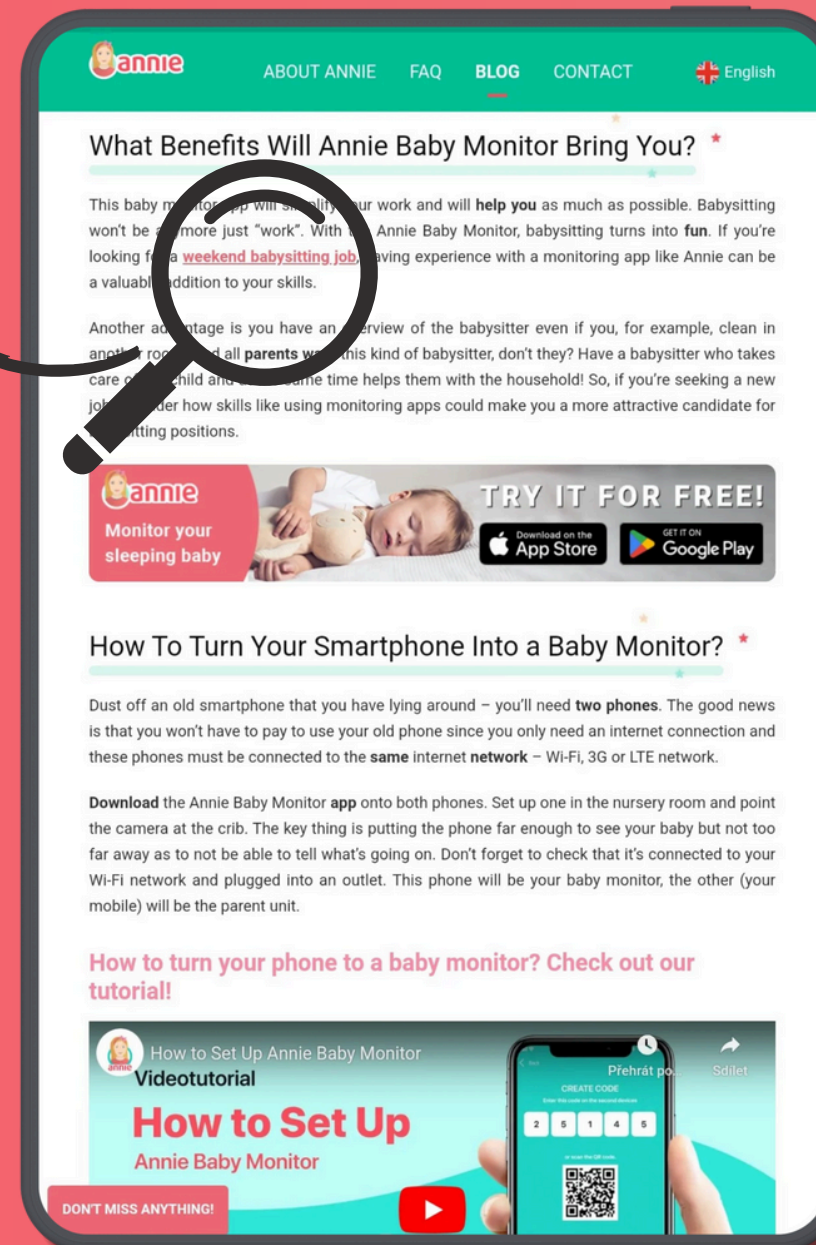 annie
ABOUT ANNIE FAQ BLOG CONTACT English
What Benefits Will Annie Baby Monitor Bring You?
This baby will your work and will help you as much as possible. Babysitting
won't be anymore just "work". With Annie Baby Monitor, babysitting turns into fun. If you're
looking a weekend babysitting job, having experience with a monitoring app like Annie can be
a valuable addition to your skills.
Another advantage is you have an overview of the babysitter even if you, for example, clean in
another all parents this kind of babysitter, don't they? Have a babysitter who takes
care child and time helps them with the household! So, if you're seeking a new
how skills like using monitoring apps could make you a more attractive candidate for
positions.
annie
Monitor your
sleeping baby
TRY IT FOR FREE!
Download on the
App Store
GET IT ON
Google Play
How To Turn Your Smartphone Into a Baby Monitor?
Dust off an old smartphone that you have lying around – you'll need two phones. The good news
is that you won't have to pay to use your old phone since you only need an internet connection and
these phones must be connected to the same internet network – Wi-Fi, 3G or LTE network.
Download the Annie Baby Monitor app onto both phones. Set up one in the nursery room and point
the camera at the crib. The key thing is putting the phone far enough to see your baby but not too
far away as to not be able to tell what's going on. Don't forget to check that it's connected to your
Wi-Fi network and plugged into an outlet. This phone will be your baby monitor, the other (your
mobile) will be the parent unit.
How to turn your phone to a baby monitor? Check out our
tutorial!
annie
How to Set Up Annie Baby Monitor
Videotutorial
How to Set Up
Annie Baby Monitor
Přehrát po...
Sdílet
CREATE CODE
Enter this code on the second device
2 5 1 4 5
or scan the QR code
DON'T MISS ANYTHING!